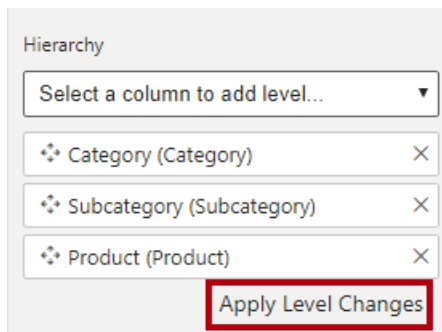 Hierarchy
Select a column to add level...
Category (Category)
Subcategory (Subcategory)
Product (Product)
Apply Level Changes